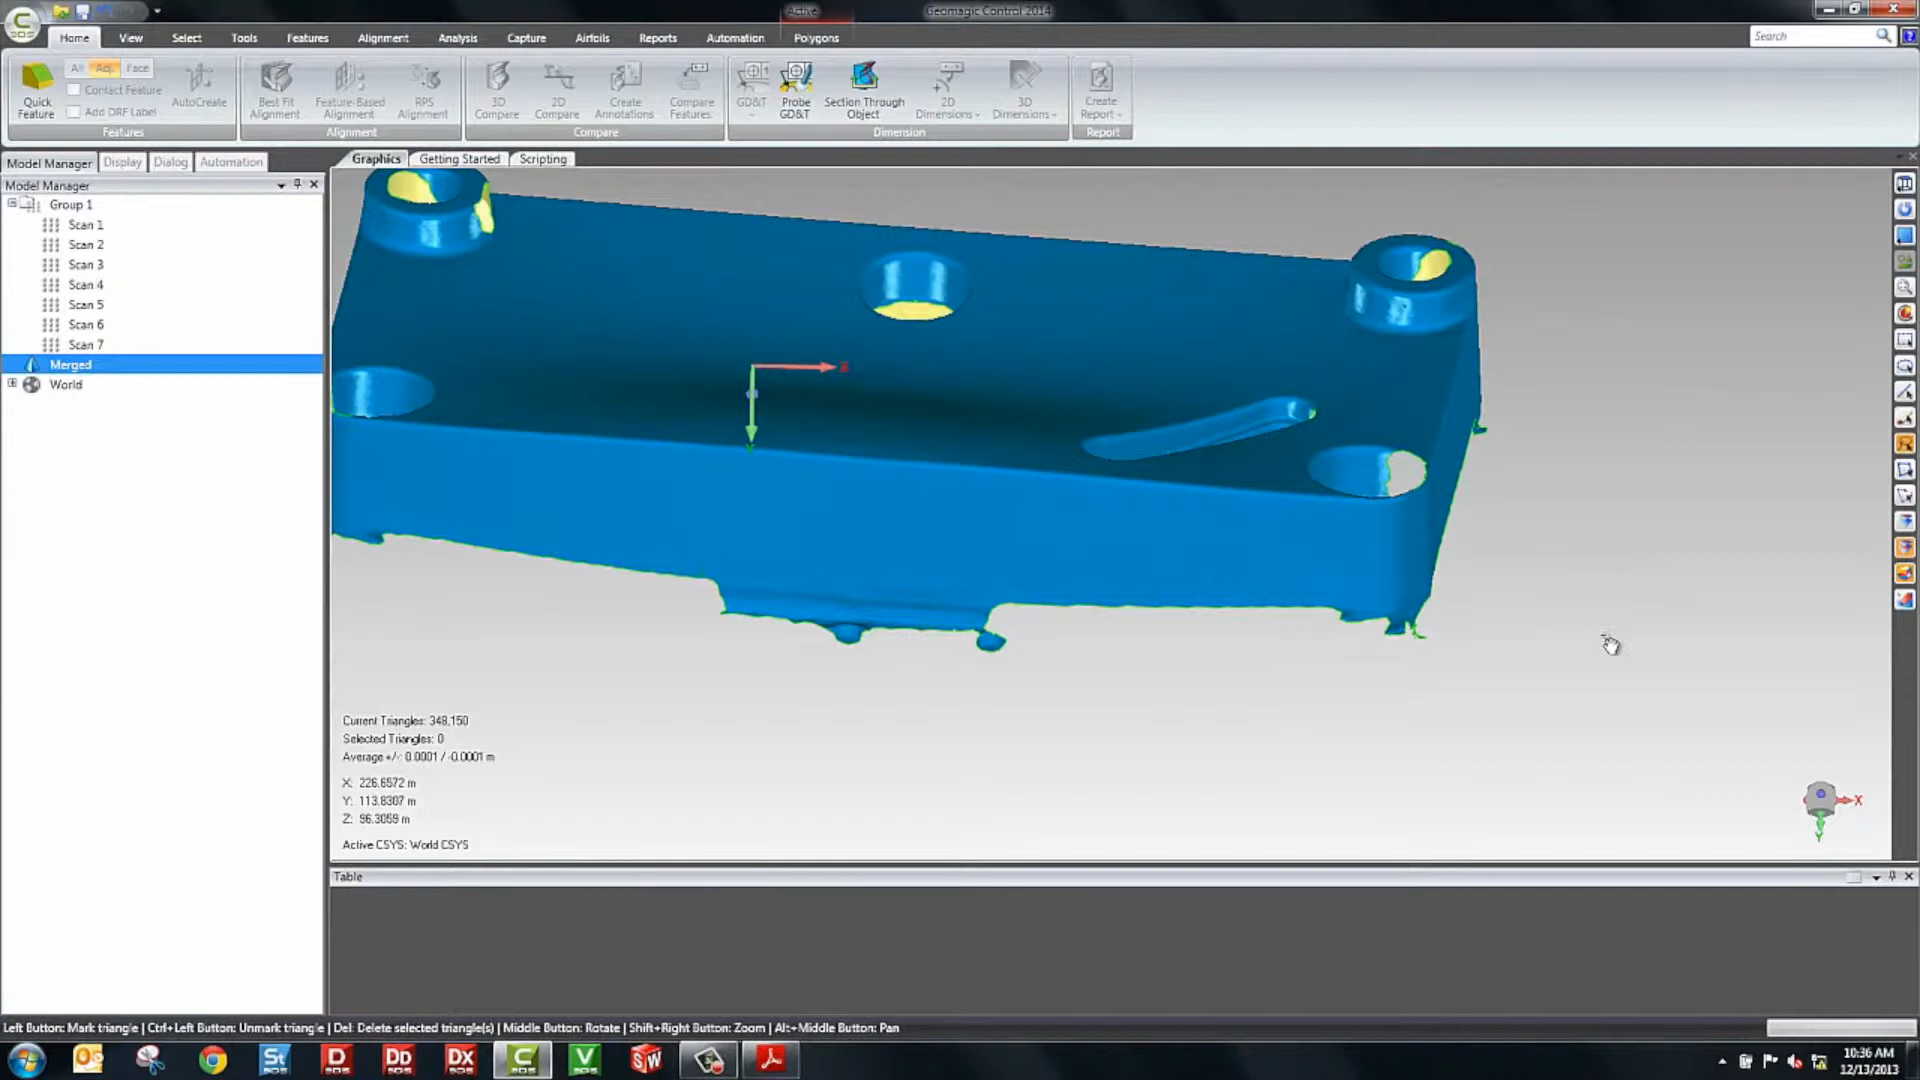 Active
Geomagic Control 2014
Home View Select Tools Features Alignment Analysis Capture Airfoils Reports Automation Polygons
Search
Quick Feature
All Adj. Face
Contact Feature
Add DRF Label
AutoCreate
Features
Best Fit Alignment
Feature-Based Alignment
RPS Alignment
Alignment
3D Compare
2D Compare
Create Annotations
Compare Features
Compare
GD&T
Probe GD&T
Section Through Object
2D Dimensions
3D Dimensions
Dimension
Create Report
Report
Model Manager Display Dialog Automation
Graphics Getting Started Scripting
Model Manager
Group 1
Scan 1
Scan 2
Scan 3
Scan 4
Scan 5
Scan 6
Scan 7
Merged
World
Current Triangles: 348,150
Selected Triangles: 0
Average +/-: 0.0001 / -0.0001 m
X: 226.6572 m
Y: 113.8307 m
Z: 96.3059 m
Active CSYS: World CSYS
X
Y
Table
Left Button: Mark triangle | Ctrl+Left Button: Unmark triangle | Del: Delete selected triangle(s) | Middle Button: Rotate | Shift+Right Button: Zoom | Alt+Middle Button: Pan
St
D
Dd
DX
C
V
SW
10:36 AM
12/13/2013